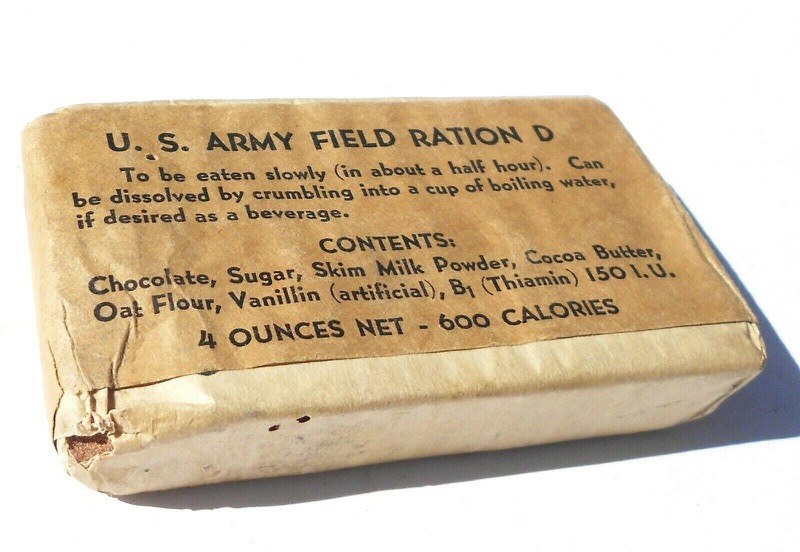 U. S. ARMY FIELD RATION D
To be eaten slowly (in about a half hour). Can
be dissolved by crumbling into a cup of boiling water,
if desired as a beverage.
CONTENTS:
Chocolate, Sugar, Skim Milk Powder, Cocoa Butter,
Oat Flour, Vanillin (artificial), B₁ (Thiamin) 150 I.U.
4 OUNCES NET - 600 CALORIES